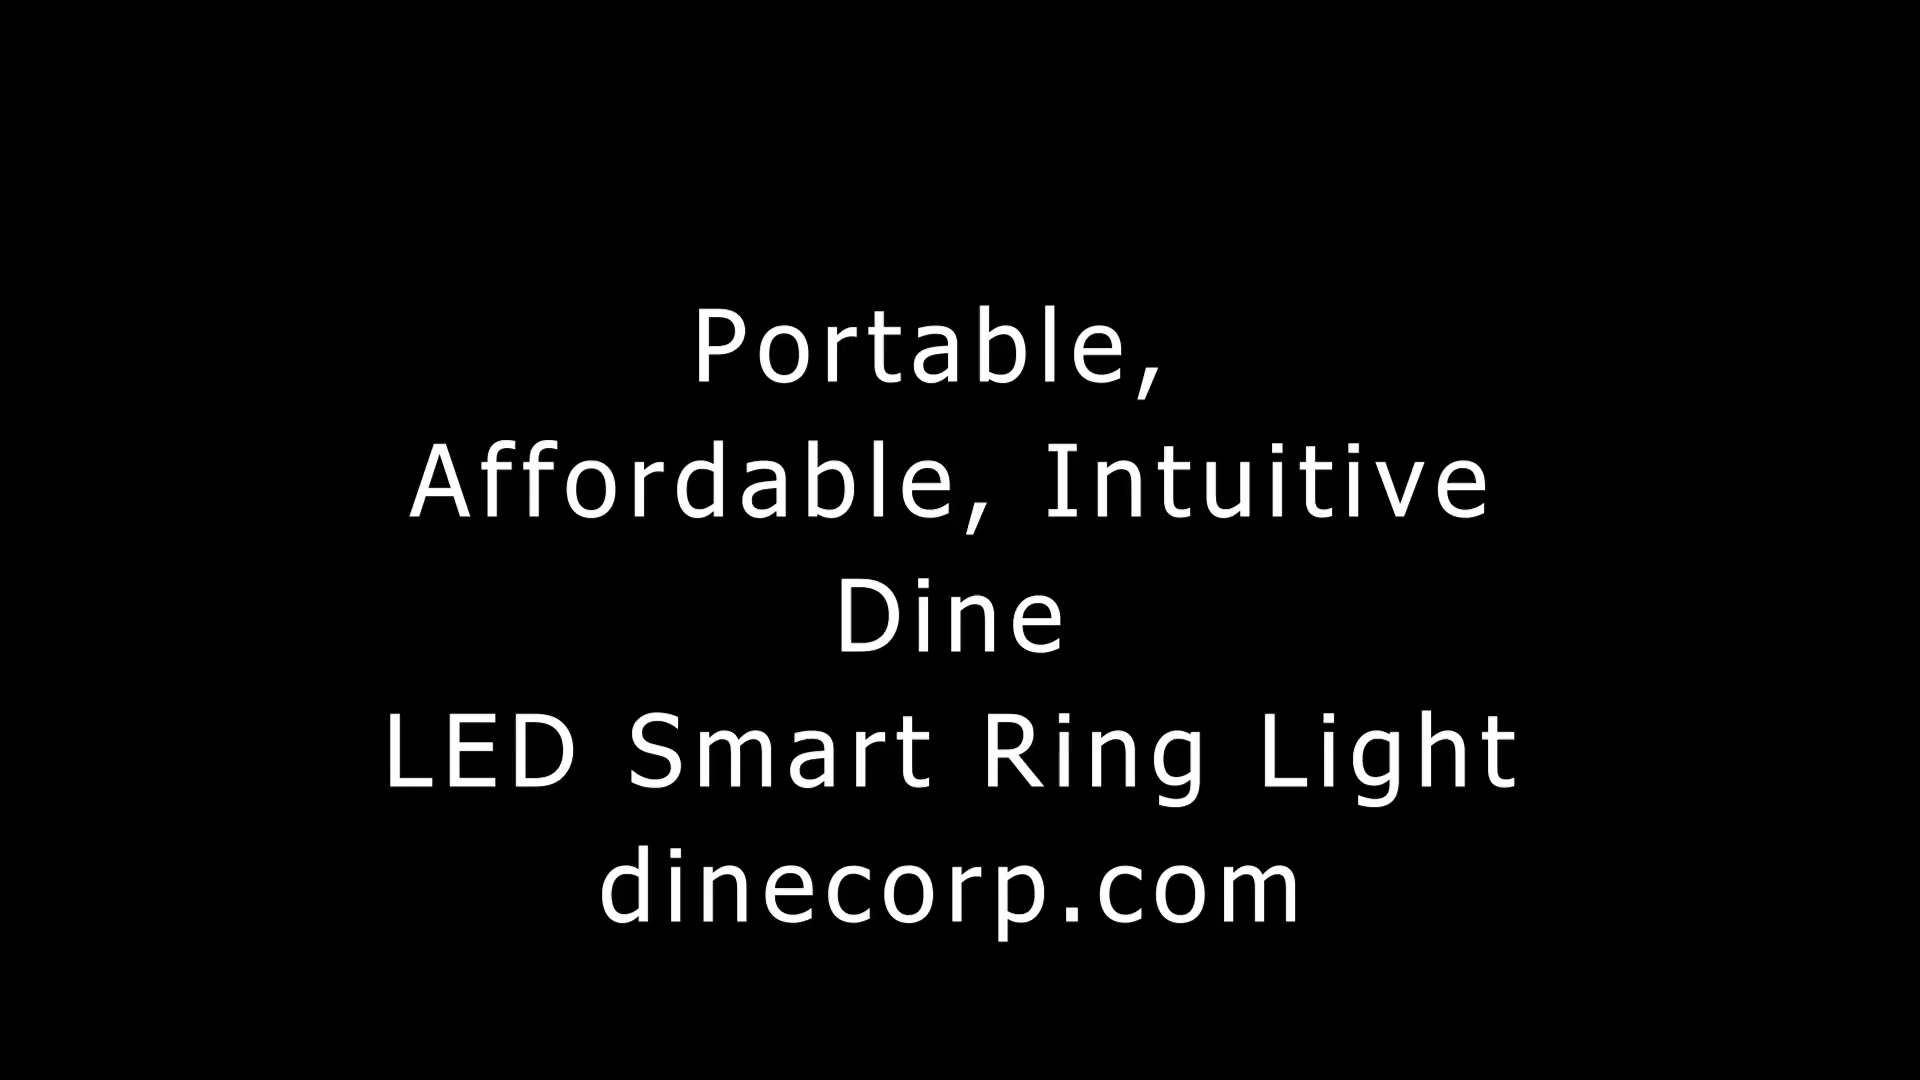 Portable,
Affordable, Intuitive
Dine
LED Smart Ring Light
dinecorp.com